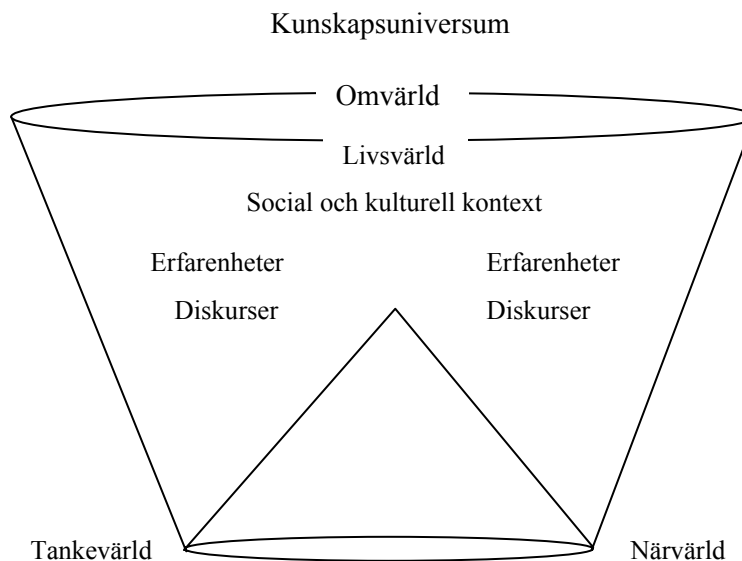 Kunskapsuniversum
Omvärld
Livsvärld
Social och kulturell kontext
Erfarenheter Erfarenheter
Diskurser Diskurser
Tankevärld Närvärld